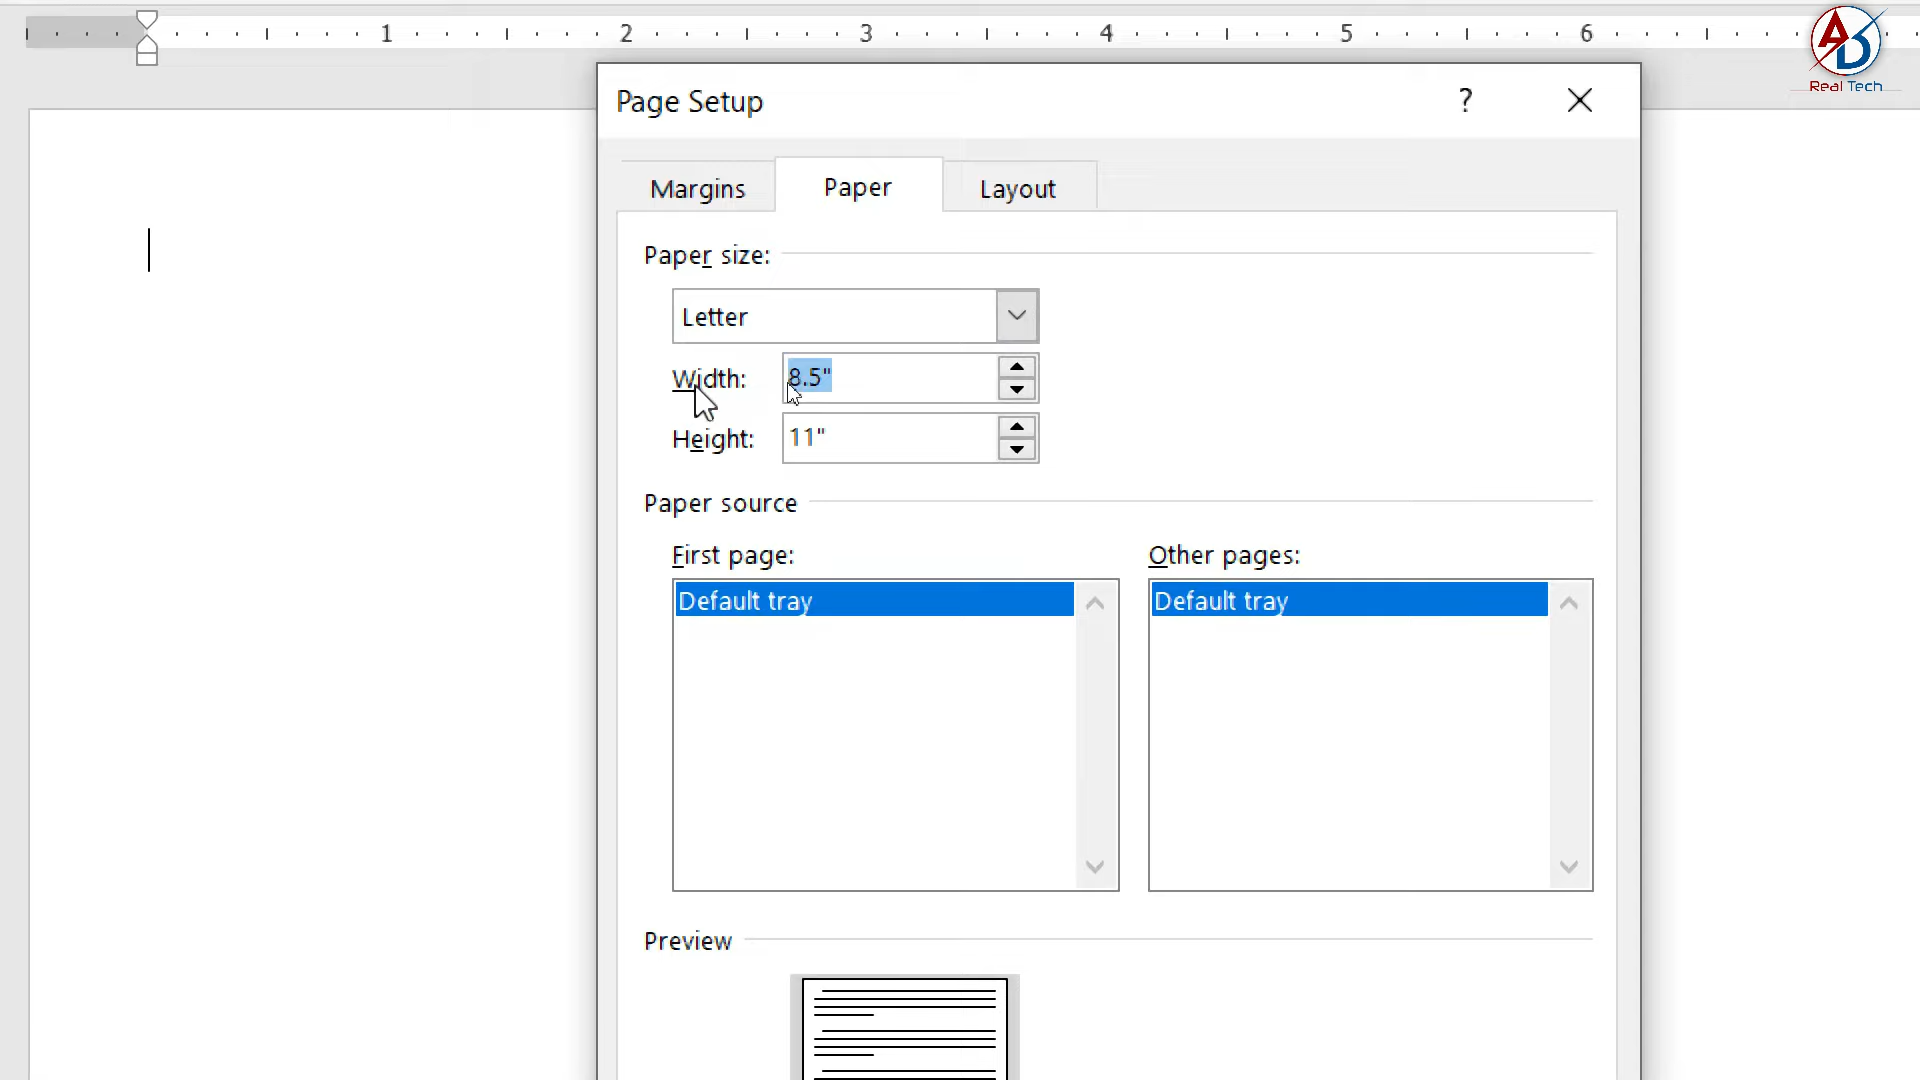 1 2 3 4 5 6
AD
Real Tech
Page Setup ?
Margins Paper Layout
Paper size:
Letter
Width: 8.5"
Height: 11"
Paper source
First page: Other pages:
Default tray Default tray
Preview